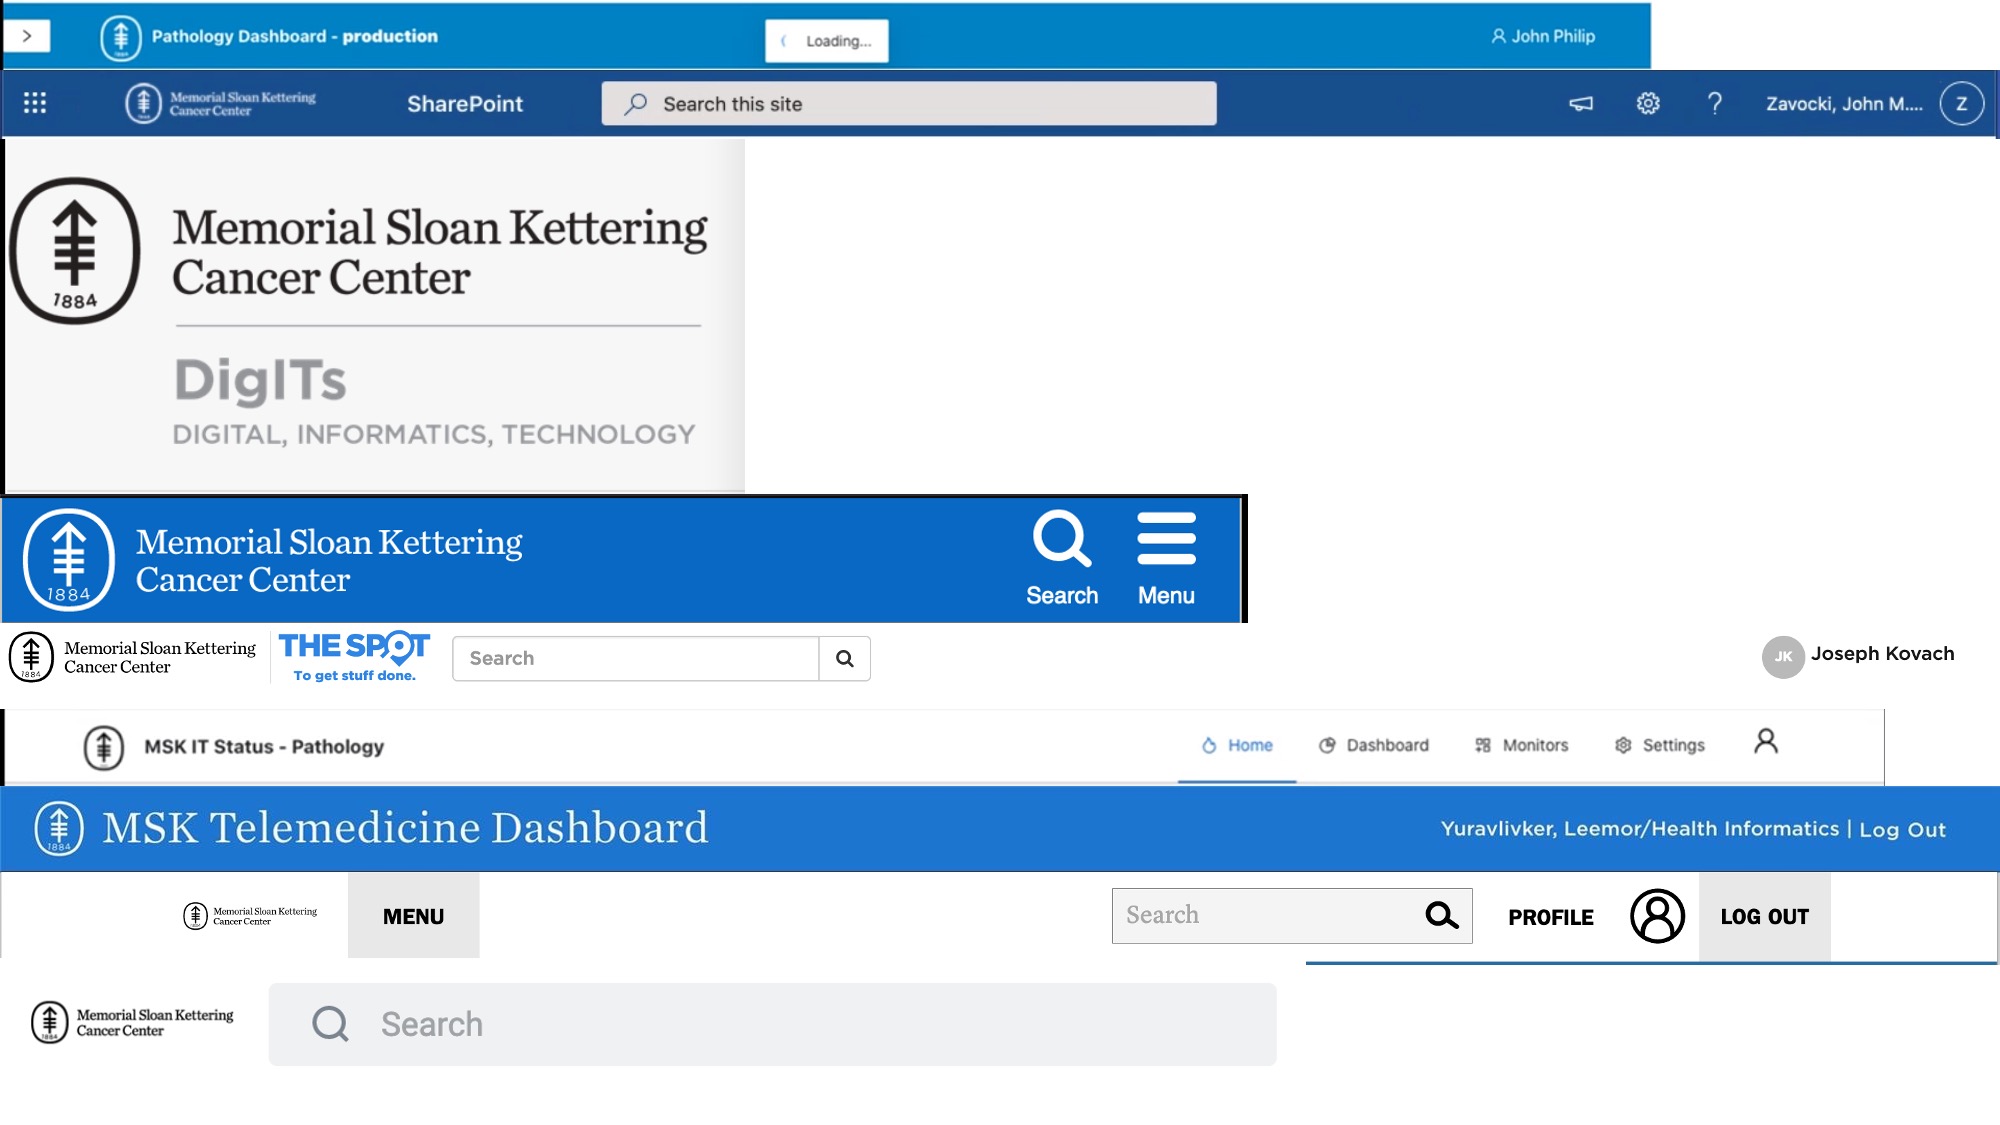 Pathology Dashboard - production
Loading...
John Philip
Memorial Sloan Kettering
Cancer Center
SharePoint
Search this site
?
Zavocki, John M....
Z
1884
Memorial Sloan Kettering
Cancer Center
DigITs
DIGITAL, INFORMATICS, TECHNOLOGY
1884
Memorial Sloan Kettering
Cancer Center
Search
Menu
1884
Memorial Sloan Kettering
Cancer Center
THE SPOT
To get stuff done.
Search
JK
Joseph Kovach
MSK IT Status - Pathology
Home
Dashboard
Monitors
Settings
1884
MSK Telemedicine Dashboard
Yuravlivker, Leemor/Health Informatics | Log Out
Memorial Sloan Kettering
Cancer Center
MENU
Search
PROFILE
LOG OUT
1884
Memorial Sloan Kettering
Cancer Center
Search